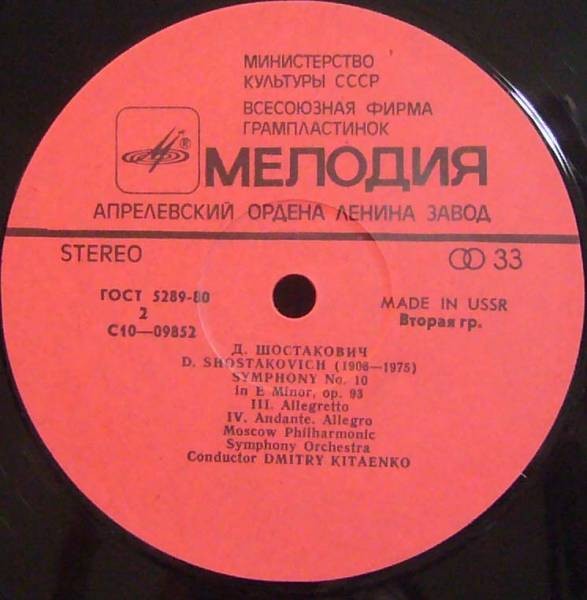 МИНИСТЕРСТВО
КУЛЬТУРЫ СССР
ВСЕСОЮЗНАЯ ФИРМА
ГРАМПЛАСТИНОК
®
МЕЛОДИЯ
АПРЕЛЕВСКИЙ ОРДЕНА ЛЕНИНА ЗАВОД
STEREO
33
ГОСТ 5289-80
2
С10—09852
MADE IN USSR
Вторая гр.
Д. ШОСТАКОВИЧ
D. SHOSTAKOVICH (1906—1975)
SYMPHONY No. 10
in E Minor, op. 93
III. Allegretto
IV. Andante. Allegro
Moscow Philharmonic
Symphony Orchestra
Conductor DMITRY KITAENKO